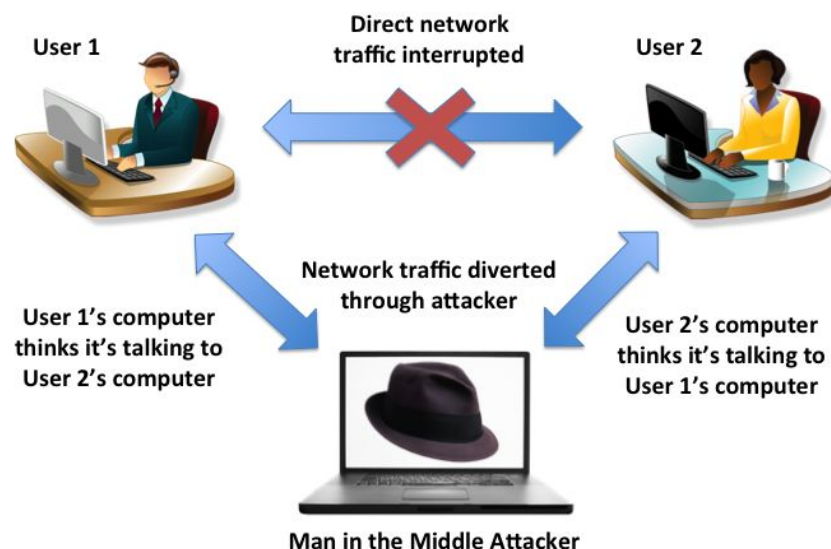 User 1
Direct network
traffic interrupted
User 2
Network traffic diverted
through attacker
User 1’s computer
thinks it’s talking to
User 2’s computer
User 2’s computer
thinks it’s talking to
User 1’s computer
Man in the Middle Attacker